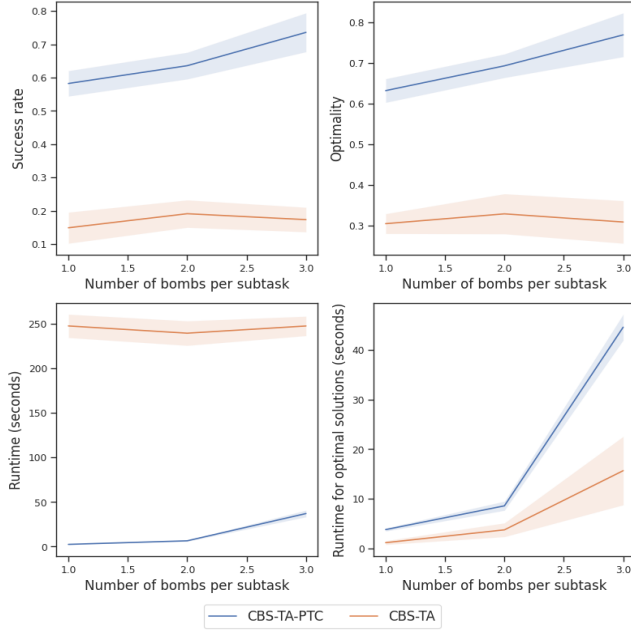 0.8
0.7
0.6
0.5
0.4
0.3
0.2
0.1
Success rate
1.0 1.5 2.0 2.5 3.0
Number of bombs per subtask
0.8
0.7
0.6
0.5
0.4
0.3
Optimality
1.0 1.5 2.0 2.5 3.0
Number of bombs per subtask
250
200
150
100
50
0
Runtime (seconds)
1.0 1.5 2.0 2.5 3.0
Number of bombs per subtask
40
30
20
10
0
Runtime for optimal solutions (seconds)
1.0 1.5 2.0 2.5 3.0
Number of bombs per subtask
CBS-TA-PTC CBS-TA